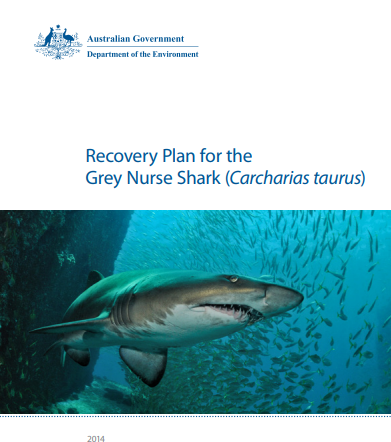 Australian Government
Department of the Environment
Recovery Plan for the
Grey Nurse Shark (Carcharias taurus)
2014